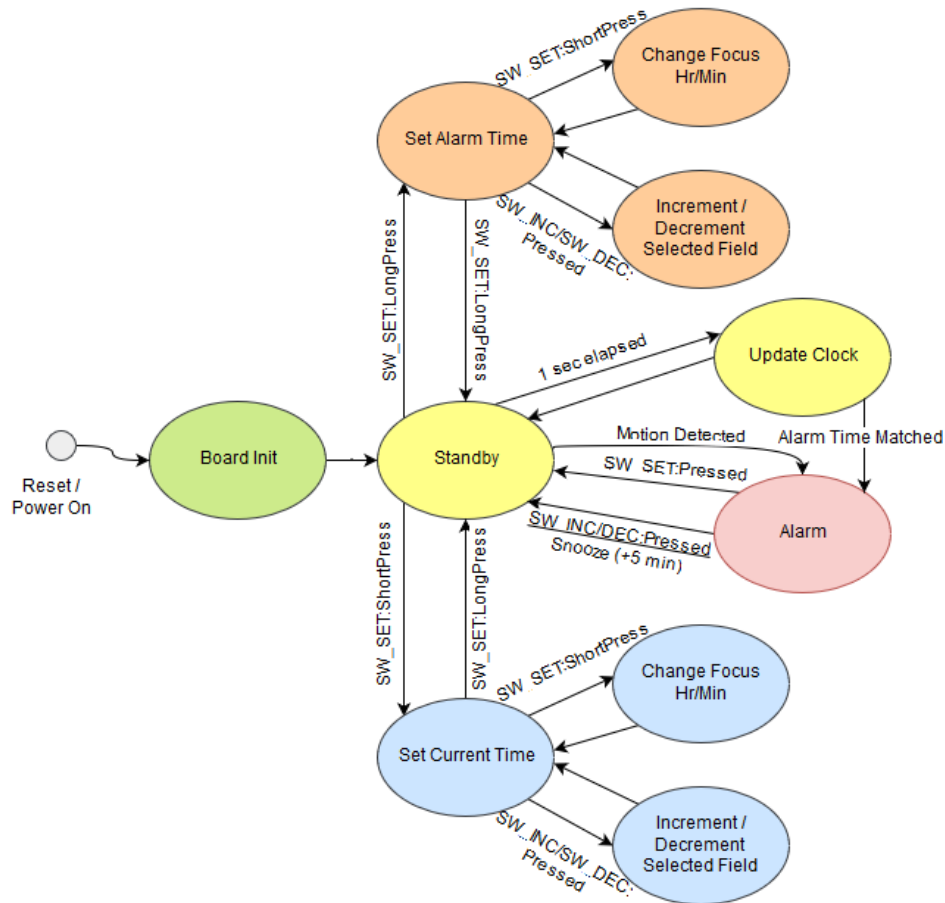 SW_SET:ShortPress
Change Focus
Hr/Min
Set Alarm Time
SW_INC/SW_DEC:
Pressed
Increment /
Decrement
Selected Field
SW_SET:LongPress
SW_SET:LongPress
1 sec elapsed
Update Clock
Motion Detected
Alarm Time Matched
Reset /
Power On
Board Init
Standby
SW_SET:Pressed
SW_INC/DEC:Pressed
Snooze (+5 min)
Alarm
SW_SET:ShortPress
SW_SET:LongPress
SW_SET:ShortPress
Change Focus
Hr/Min
Set Current Time
SW_INC/SW_DEC:
Pressed
Increment /
Decrement
Selected Field